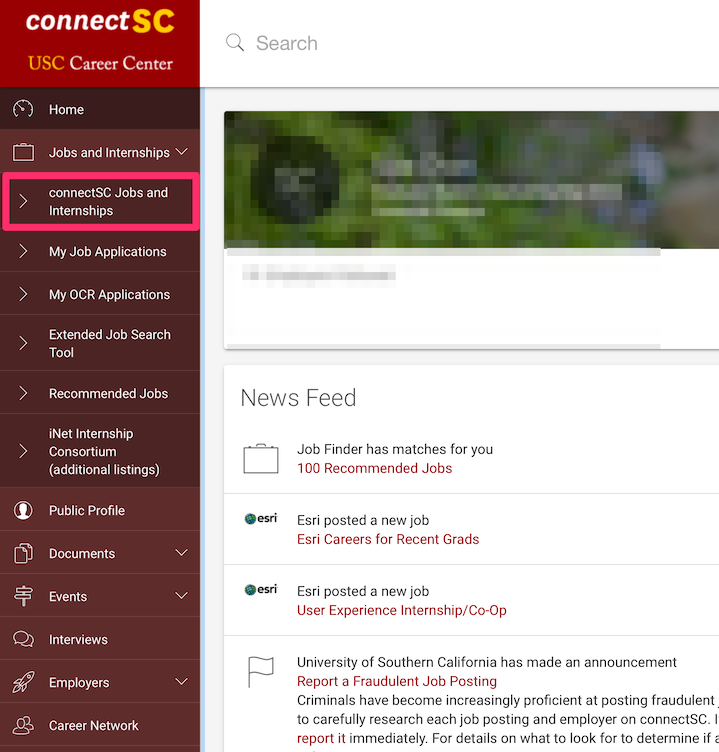 connectSC
USC Career Center
Search
Home
Jobs and Internships
connectSC Jobs and
Internships
My Job Applications
My OCR Applications
Extended Job Search
Tool
Recommended Jobs
iNet Internship
Consortium
(additional listings)
Public Profile
Documents
Events
Interviews
Employers
Career Network
News Feed
Job Finder has matches for you
100 Recommended Jobs
esri
Esri posted a new job
Esri Careers for Recent Grads
esri
Esri posted a new job
User Experience Internship/Co-Op
University of Southern California has made an announcement
Report a Fraudulent Job Posting
Criminals have become increasingly proficient at posting fraudulent
to carefully research each job posting and employer on connectSC. I
report it immediately. For details on what to look for to determine if a